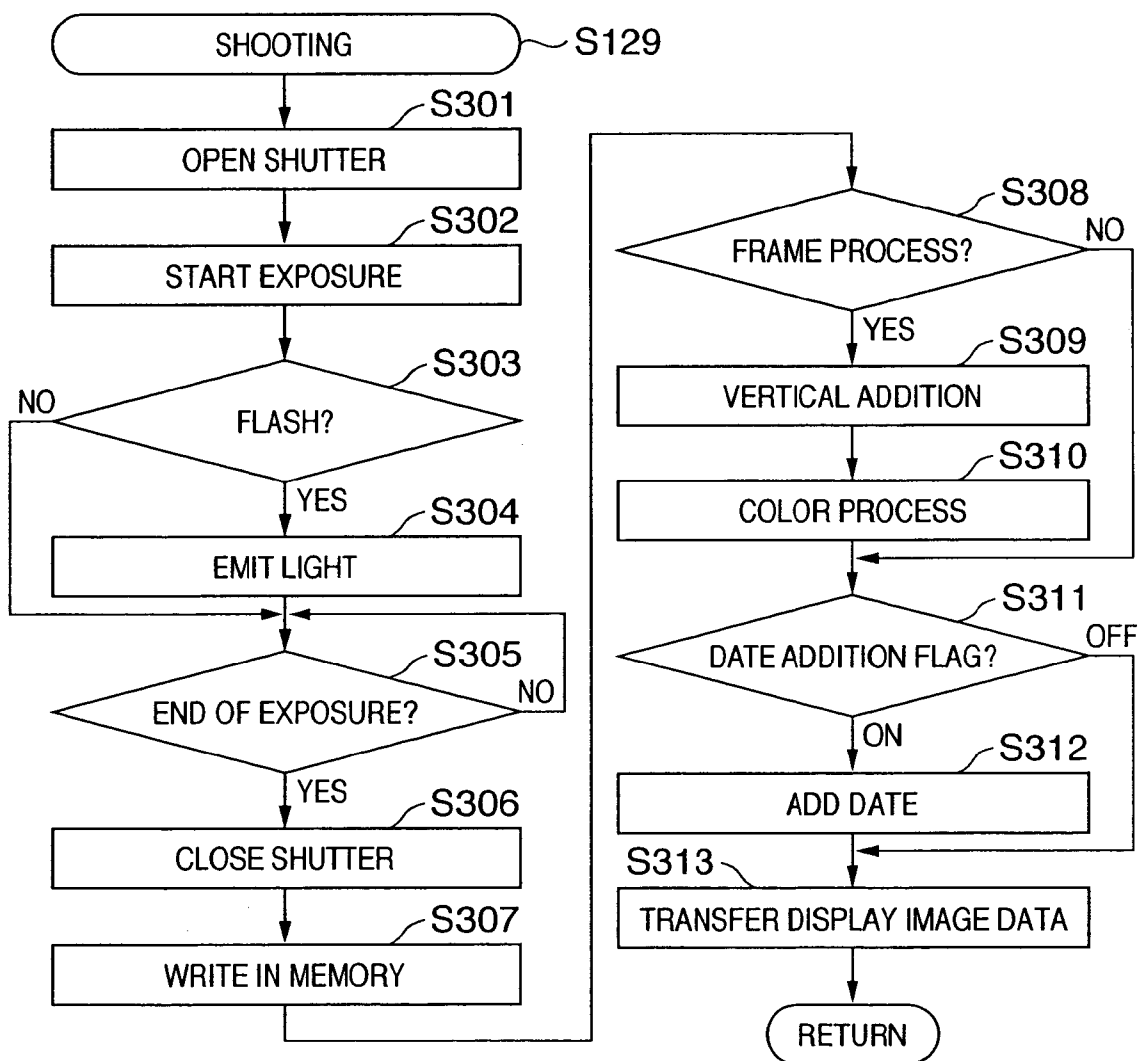 SHOOTING
S129
S301
OPEN SHUTTER
S302
START EXPOSURE
S303
NO
FLASH?
YES
S304
EMIT LIGHT
S305
NO
END OF EXPOSURE?
YES
S306
CLOSE SHUTTER
S307
WRITE IN MEMORY
S308
NO
FRAME PROCESS?
YES
S309
VERTICAL ADDITION
S310
COLOR PROCESS
S311
OFF
DATE ADDITION FLAG?
ON
S312
ADD DATE
S313
TRANSFER DISPLAY IMAGE DATA
RETURN